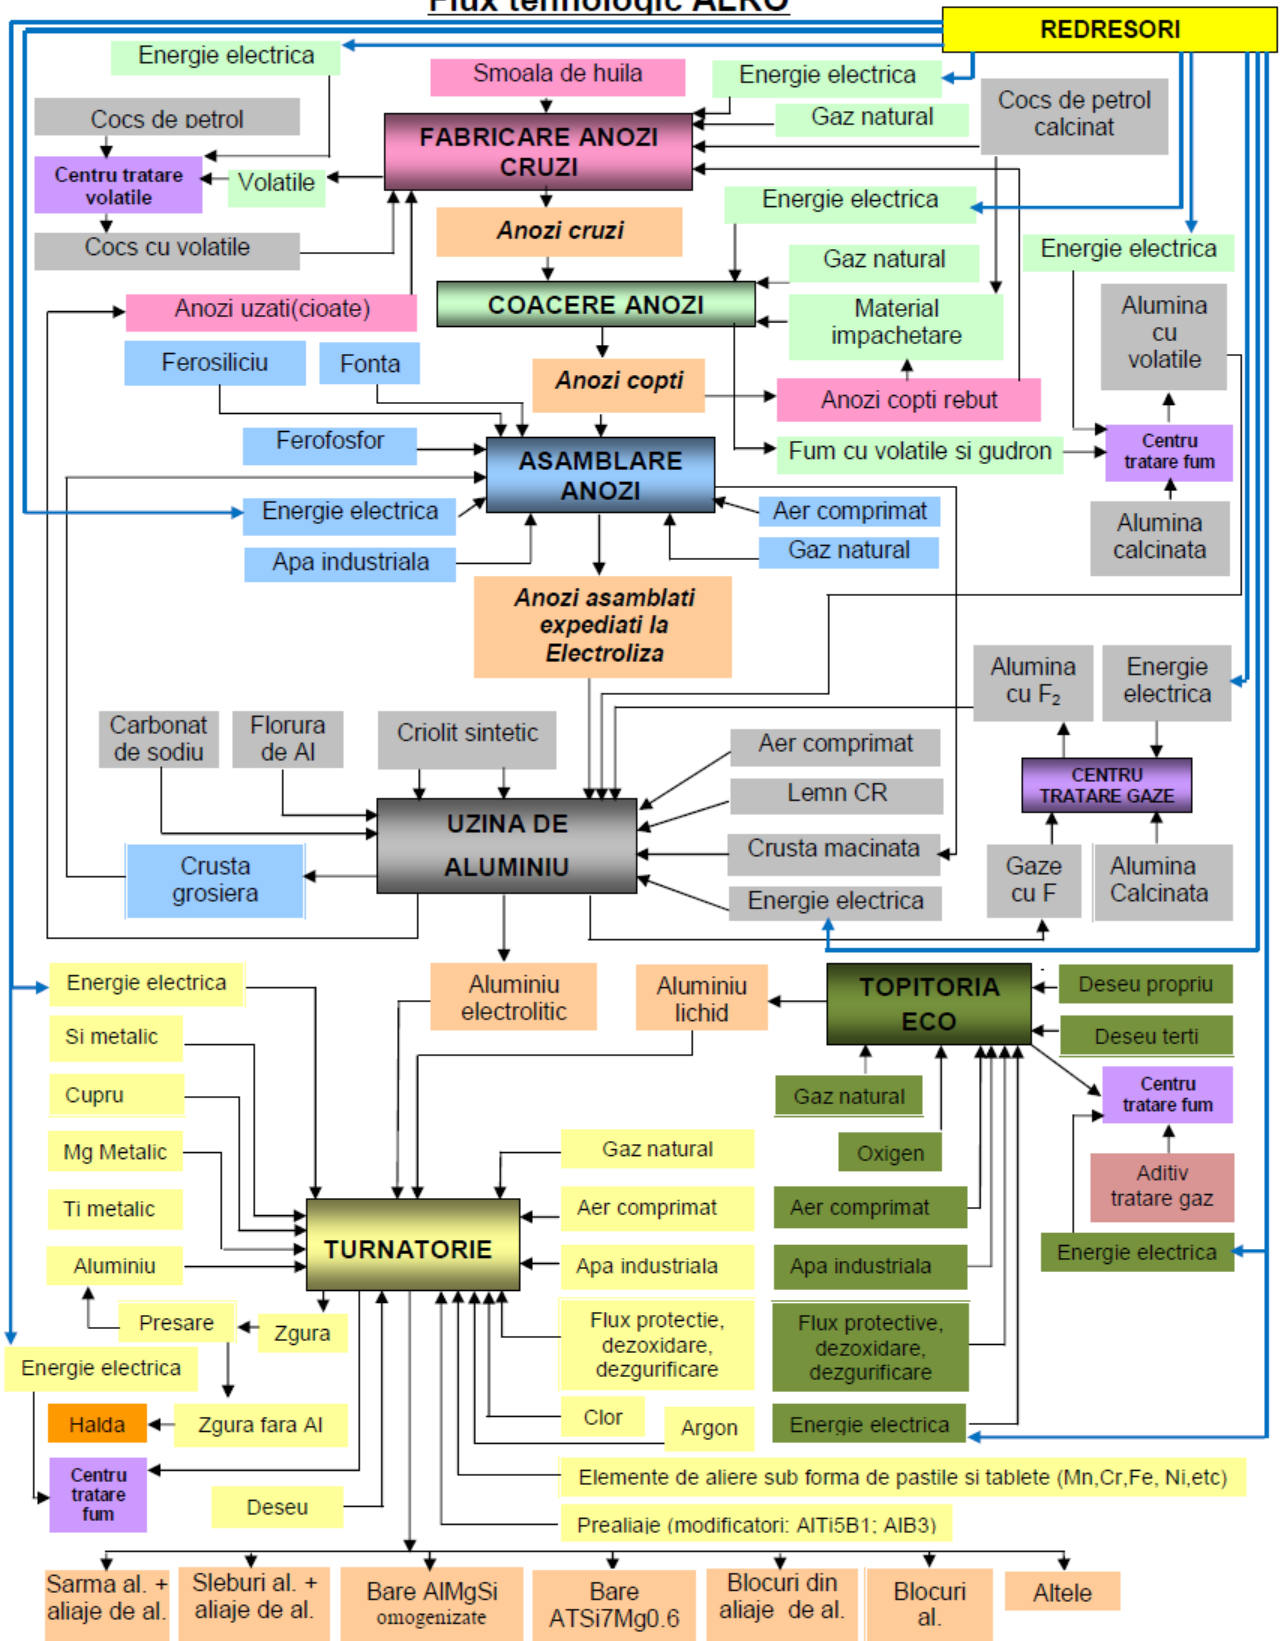 Flux tehnologic AERO
REDRESORI
Energie electrica
Smoala de huila
Energie electrica
Cocs de petrol
calcinat
Cocs de petrol
Gaz natural
FABRICARE ANOZI
CRUZI
Centru tratare
volatile
Volatile
Energie electrica
Anozi cruzi
Cocs cu volatile
Gaz natural
Energie electrica
COACERE ANOZI
Anozi uzati(cioate)
Material
impachetare
Alumina
cu
volatile
Ferosiliciu
Fonta
Anozi copti
Anozi copti rebut
Ferofosfor
ASAMBLARE
ANOZI
Fum cu volatile si gudron
Centru
tratare fum
Energie electrica
Aer comprimat
Apa industriala
Gaz natural
Alumina
calcinata
Anozi asamblati
expediati la
Electroliza
Alumina
cu F₂
Energie
electrica
Carbonat
de sodiu
Florura
de Al
Criolit sintetic
Aer comprimat
CENTRU
TRATARE GAZE
Lemn CR
UZINA DE
ALUMINIU
Crusta macinata
Crusta
grosiera
Gaze
cu F
Alumina
Calcinata
Energie electrica
Energie electrica
Aluminiu
electrolitic
Aluminiu
lichid
TOPITORIA
ECO
Deseu propriu
Si metalic
Deseu terti
Cupru
Gaz natural
Centru
tratare fum
Mg Metalic
Gaz natural
Oxigen
Aditiv
tratare gaz
Ti metalic
Aer comprimat
Aer comprimat
TURNATORIE
Energie electrica
Aluminiu
Apa industriala
Apa industriala
Presare
Zgura
Flux protectie,
dezoxidare,
dezgurificare
Flux protective,
dezoxidare,
dezgurificare
Energie electrica
Halda
Zgura fara Al
Clor
Argon
Energie electrica
Centru
tratare
fum
Deseu
Elemente de aliere sub forma de pastile si tablete (Mn,Cr,Fe, Ni,etc)
Prealiaje (modificatori: AlTi5B1; AlB3)
Sarma al. +
aliaje de al.
Sleburi al. +
aliaje de al.
Bare AlMgSi
omogenizate
Bare
ATSi7Mg0.6
Blocuri din
aliaje de al.
Blocuri
al.
Altele